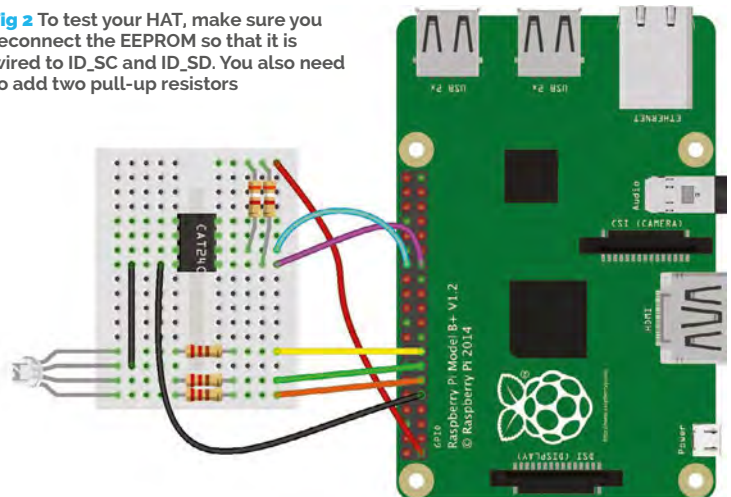 ig 2 To test your HAT, make sure you
econnect the EEPROM so that it is
wired to ID_SC and ID_SD. You also need
o add two pull-up resistors
USB 2x
USB 2x
ETHERNET
Audio
CSI (CAMERA)
CAT24C
HDMI
Raspberry Pi Model B+ V1.2
© Raspberry Pi 2014
GPIO
Power
DSI (DISPLAY)